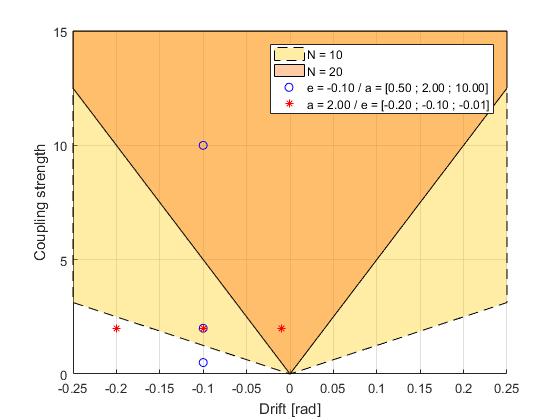 15
10
5
0
Coupling strength
N = 10
N = 20
e = -0.10 / a = [0.50 ; 2.00 ; 10.00]
a = 2.00 / e = [-0.20 ; -0.10 ; -0.01]
-0.25 -0.2 -0.15 -0.1 -0.05 0 0.05 0.1 0.15 0.2 0.25
Drift [rad]